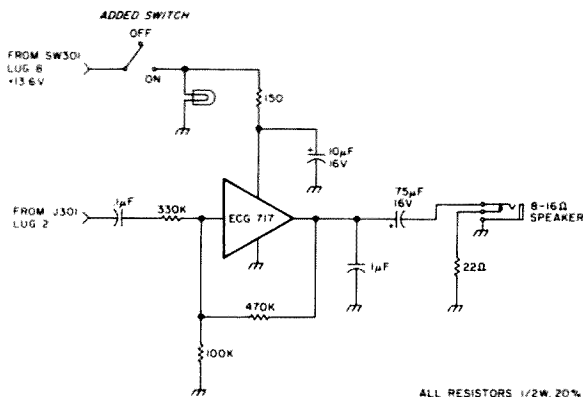 ADDED SWITCH
OFF
FROM SW301
LUG 8
+13.6V
ON
150
10µF
16V
+
FROM J301
LUG 2
.1µF
330K
ECG 717
75µF
16V
+
8-16Ω
SPEAKER
.1µF
22Ω
470K
100K
ALL RESISTORS 1/2W, 20%